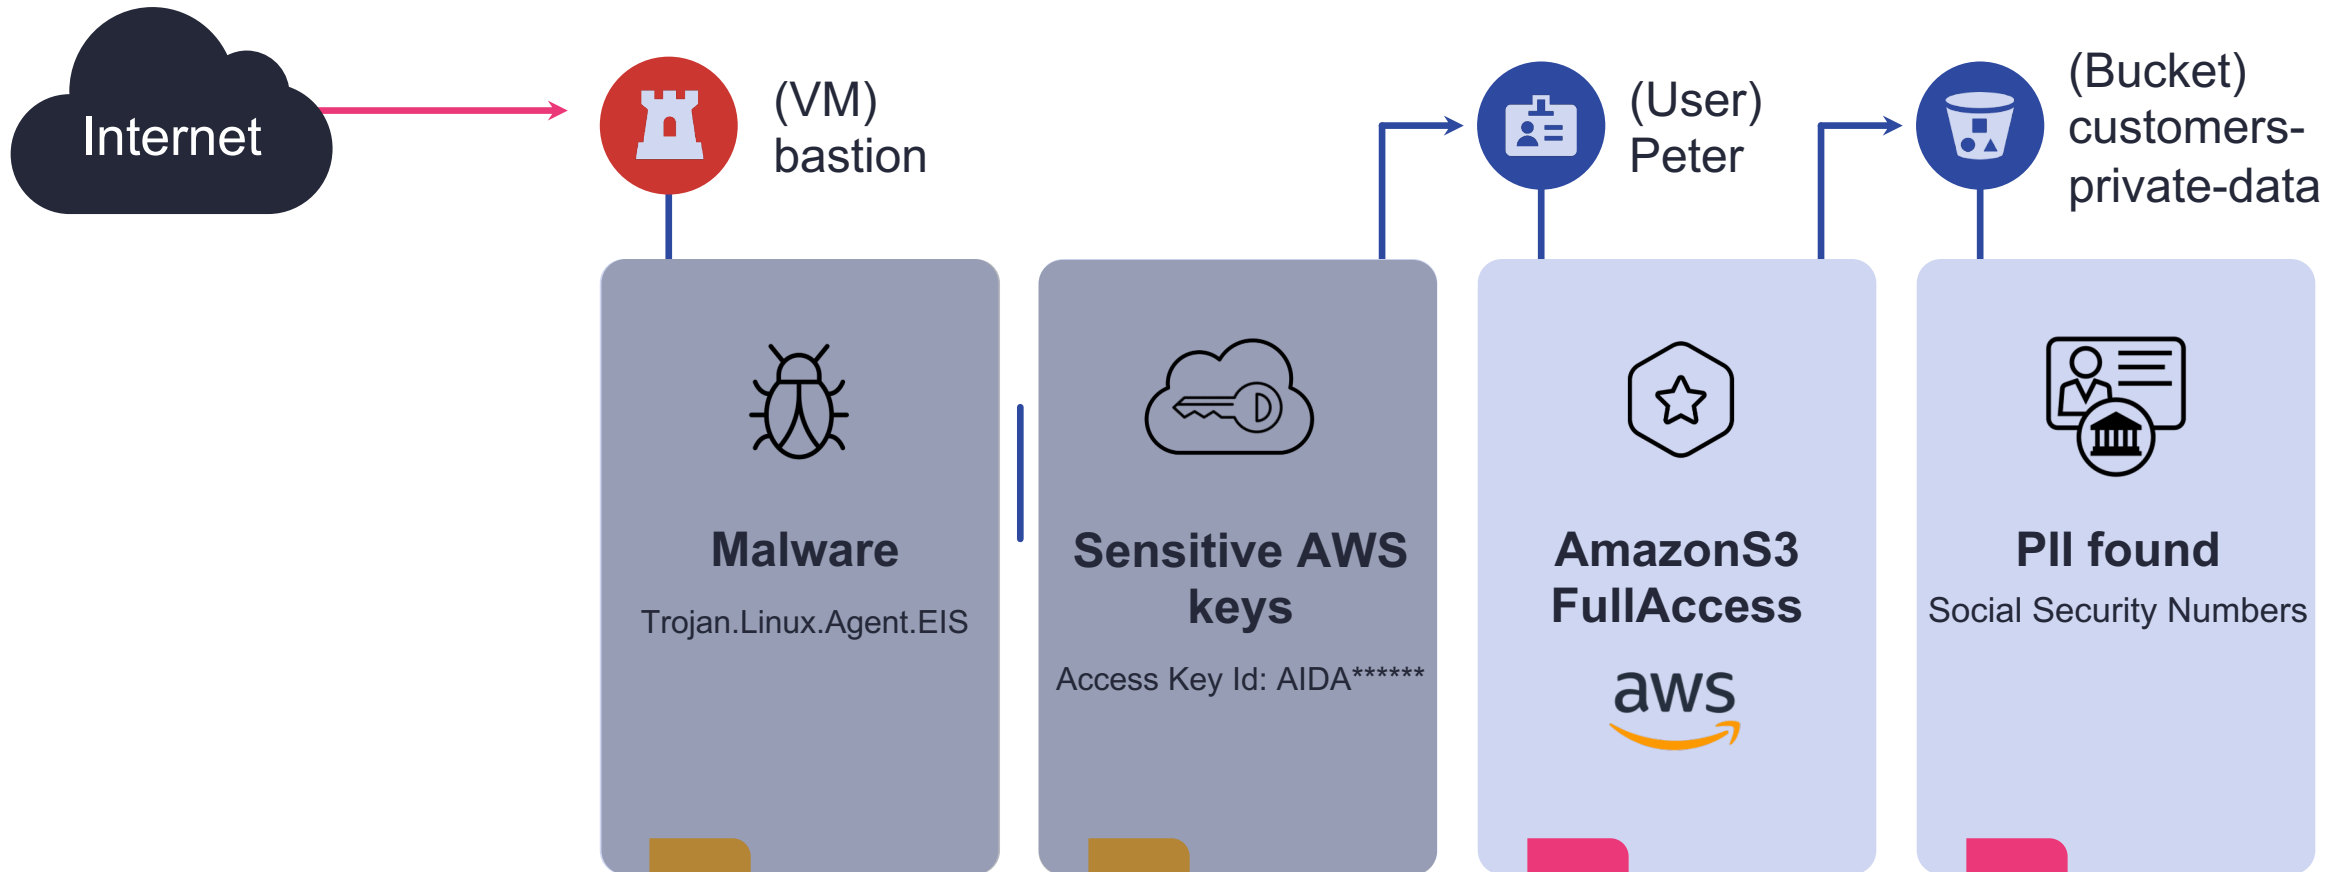 Internet
(VM)
bastion
(User)
Peter
(Bucket)
customers-
private-data
Malware
Trojan.Linux.Agent.EIS
Sensitive AWS
keys
Access Key Id: AIDA******
AmazonS3
FullAccess
aws
PII found
Social Security Numbers